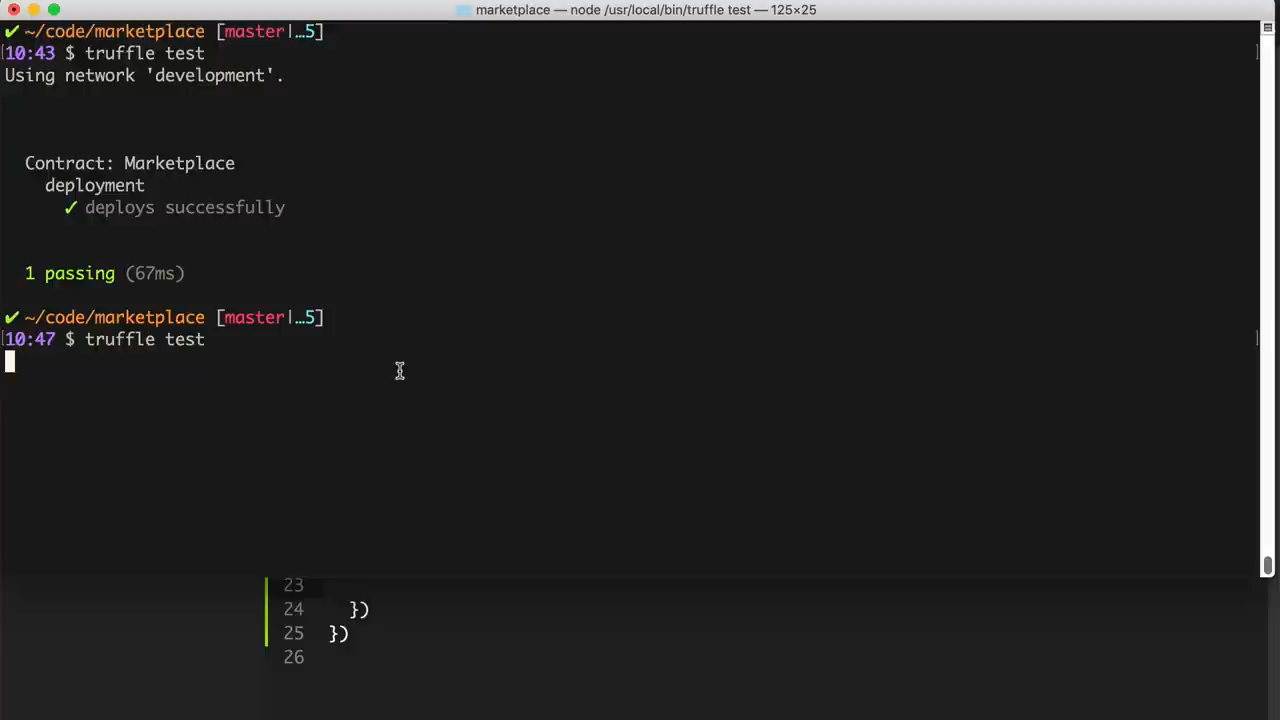 marketplace — node /usr/local/bin/truffle test — 125×25
✔ ~/code/marketplace [master|…5]
10:43 $ truffle test
Using network 'development'.
Contract: Marketplace
deployment
✓ deploys successfully
1 passing (67ms)
✔ ~/code/marketplace [master|…5]
10:47 $ truffle test
23
24 })
25 })
26